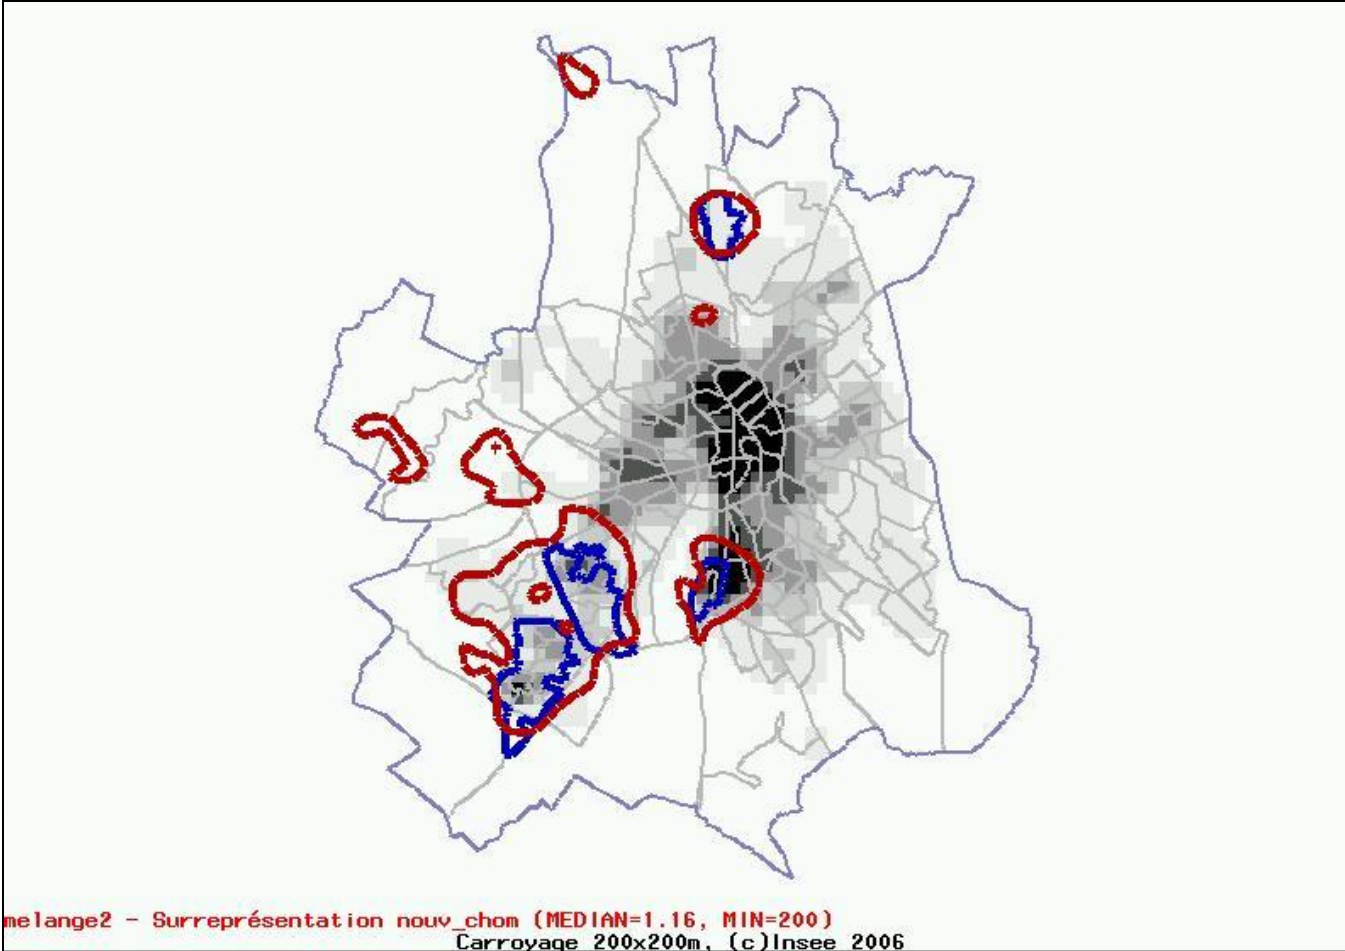 melange2 - Surreprésentation nouv_chom (MEDIAN=1.16, MIN=200)
Carroyage 200x200m, (c)Insee 2006